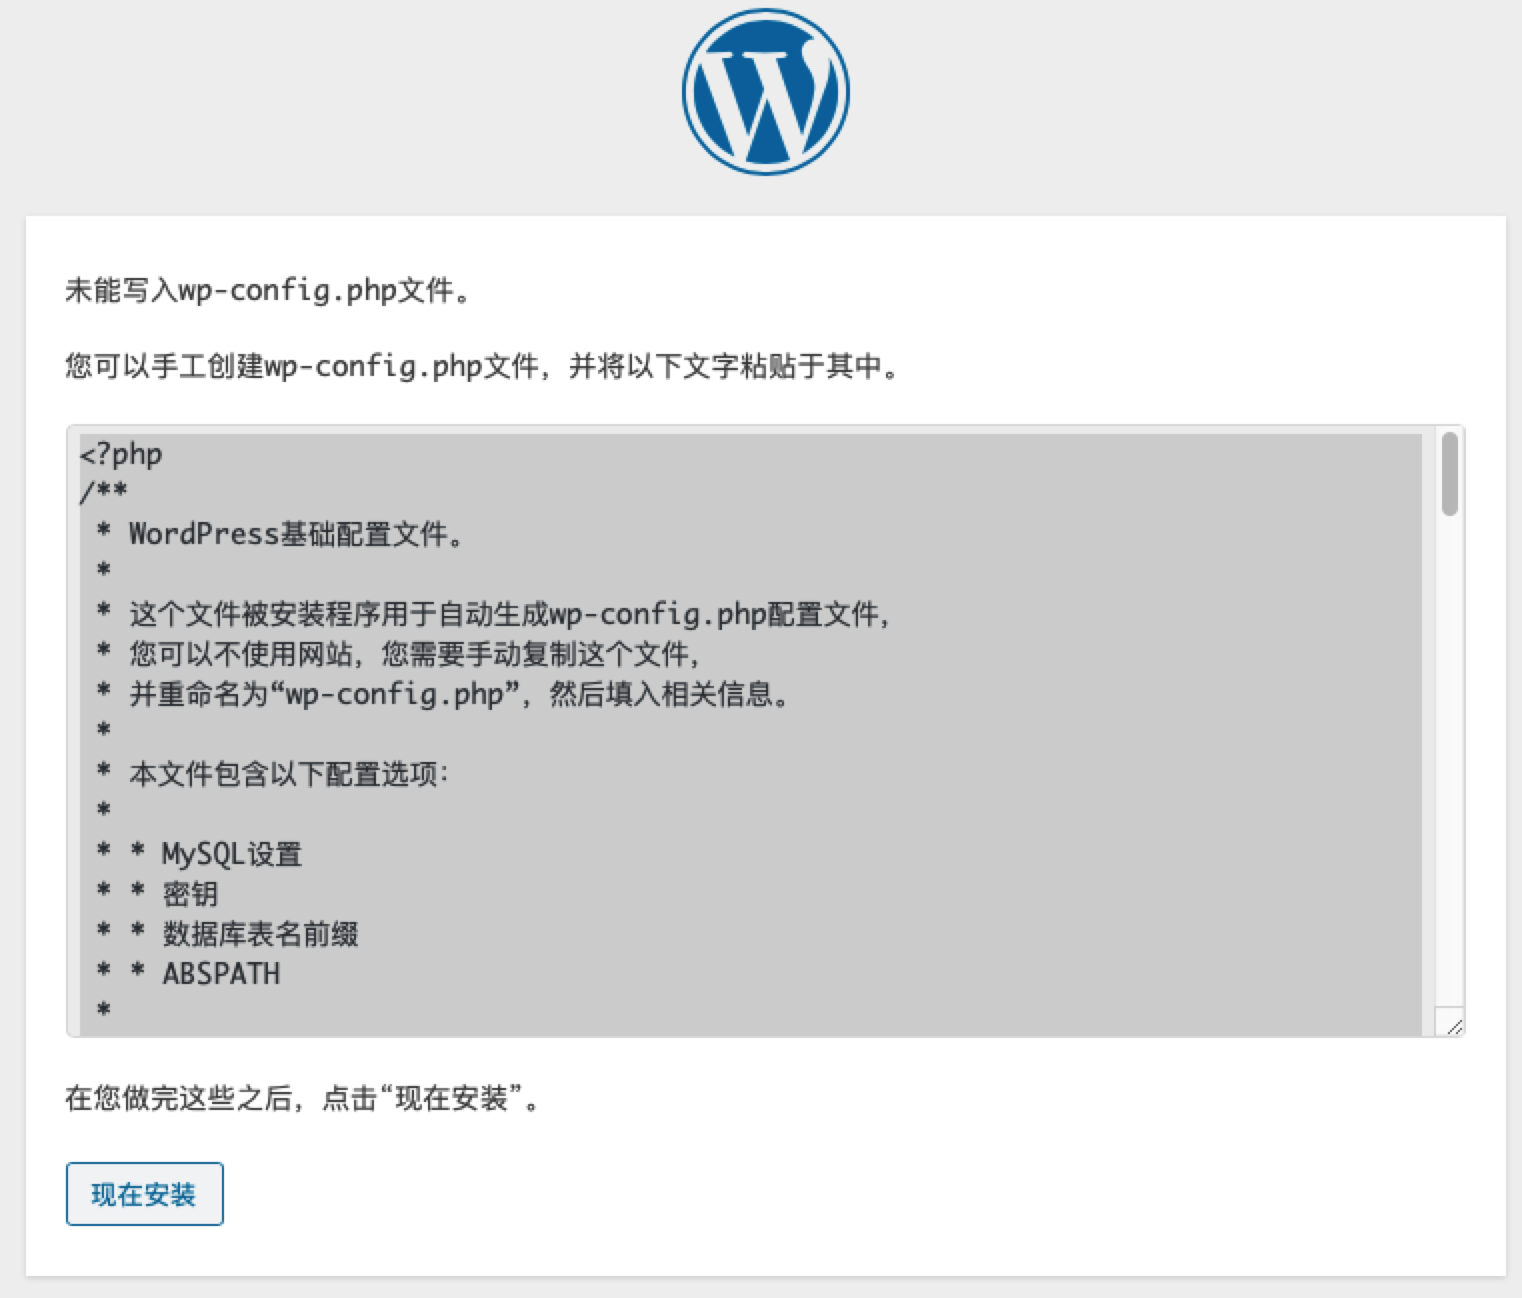 未能写入wp-config.php文件。
您可以手工创建wp-config.php文件，并将以下文字粘贴于其中。
<?php
/**
 * WordPress基础配置文件。
 *
 * 这个文件被安装程序用于自动生成wp-config.php配置文件，
 * 您可以不使用网站，您需要手动复制这个文件，
 * 并重命名为“wp-config.php”，然后填入相关信息。
 *
 * 本文件包含以下配置选项：
 *
 * * MySQL设置
 * * 密钥
 * * 数据库表名前缀
 * * ABSPATH
 *
在您做完这些之后，点击“现在安装”。
现在安装